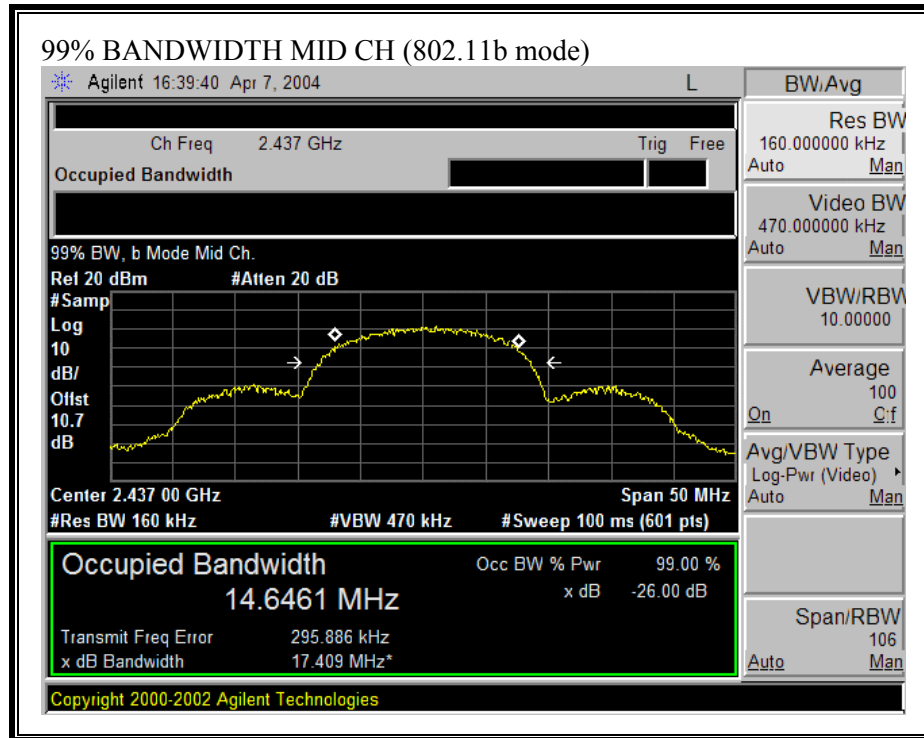 99% BANDWIDTH MID CH (802.11b mode)
Agilent 16:39:40 Apr 7, 2004 L
Ch Freq 2.437 GHz Trig Free
Occupied Bandwidth
99% BW, b Mode Mid Ch.
Ref 20 dBm #Atten 20 dB
#Samp
Log
10
dB/
Offst
10.7
dB
Center 2.437 00 GHz Span 50 MHz
#Res BW 160 kHz #VBW 470 kHz #Sweep 100 ms (601 pts)
Occupied Bandwidth Occ BW % Pwr 99.00 %
14.6461 MHz x dB -26.00 dB
Transmit Freq Error 295.886 kHz
x dB Bandwidth 17.409 MHz*
Copyright 2000-2002 Agilent Technologies
BW/Avg
Res BW
160.000000 kHz
Auto Man
Video BW
470.000000 kHz
Auto Man
VBW/RBW
10.00000
Average
100
On Off
Avg/VBW Type
Log-Pwr (Video)
Auto Man
Span/RBW
106
Auto Man